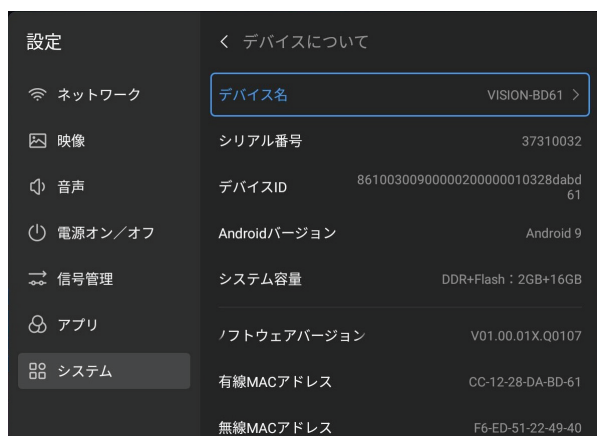 設定
ネットワーク
映像
音声
電源オン／オフ
信号管理
アプリ
システム
デバイスについて
デバイス名 VISION-BD61
シリアル番号 37310032
デバイスID 86100300900000200000010328dabd
61
Androidバージョン Android 9
システム容量 DDR+Flash：2GB+16GB
ソフトウェアバージョン V01.00.01X.Q0107
有線MACアドレス CC-12-28-DA-BD-61
無線MACアドレス F6-ED-51-22-49-40